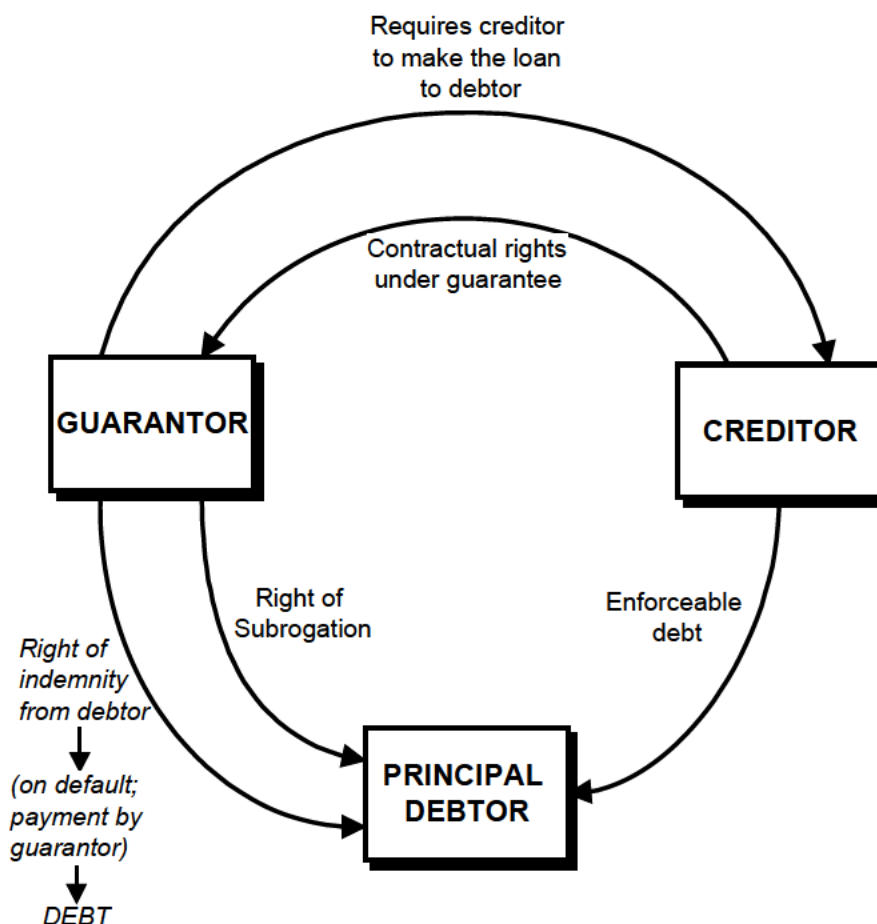 Requires creditor
to make the loan
to debtor
Contractual rights
under guarantee
GUARANTOR
CREDITOR
Right of
Subrogation
Enforceable
debt
Right of
indemnity
from debtor
PRINCIPAL
DEBTOR
(on default;
payment by
guarantor)
DEBT